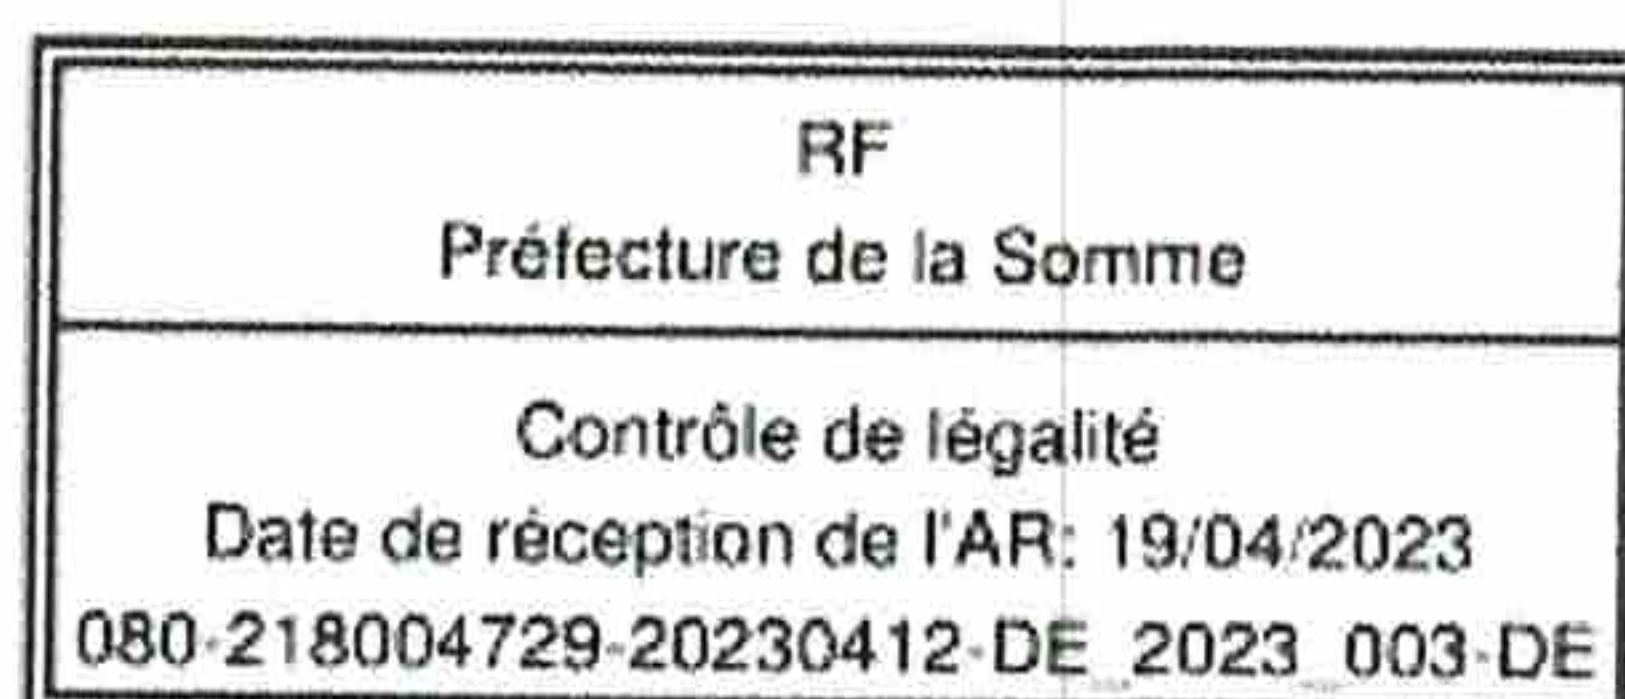 RF
Préfecture de la Somme
Contrôle de légalité
Date de réception de l'AR: 19/04/2023
080-218004729-20230412-DE_2023_003-DE